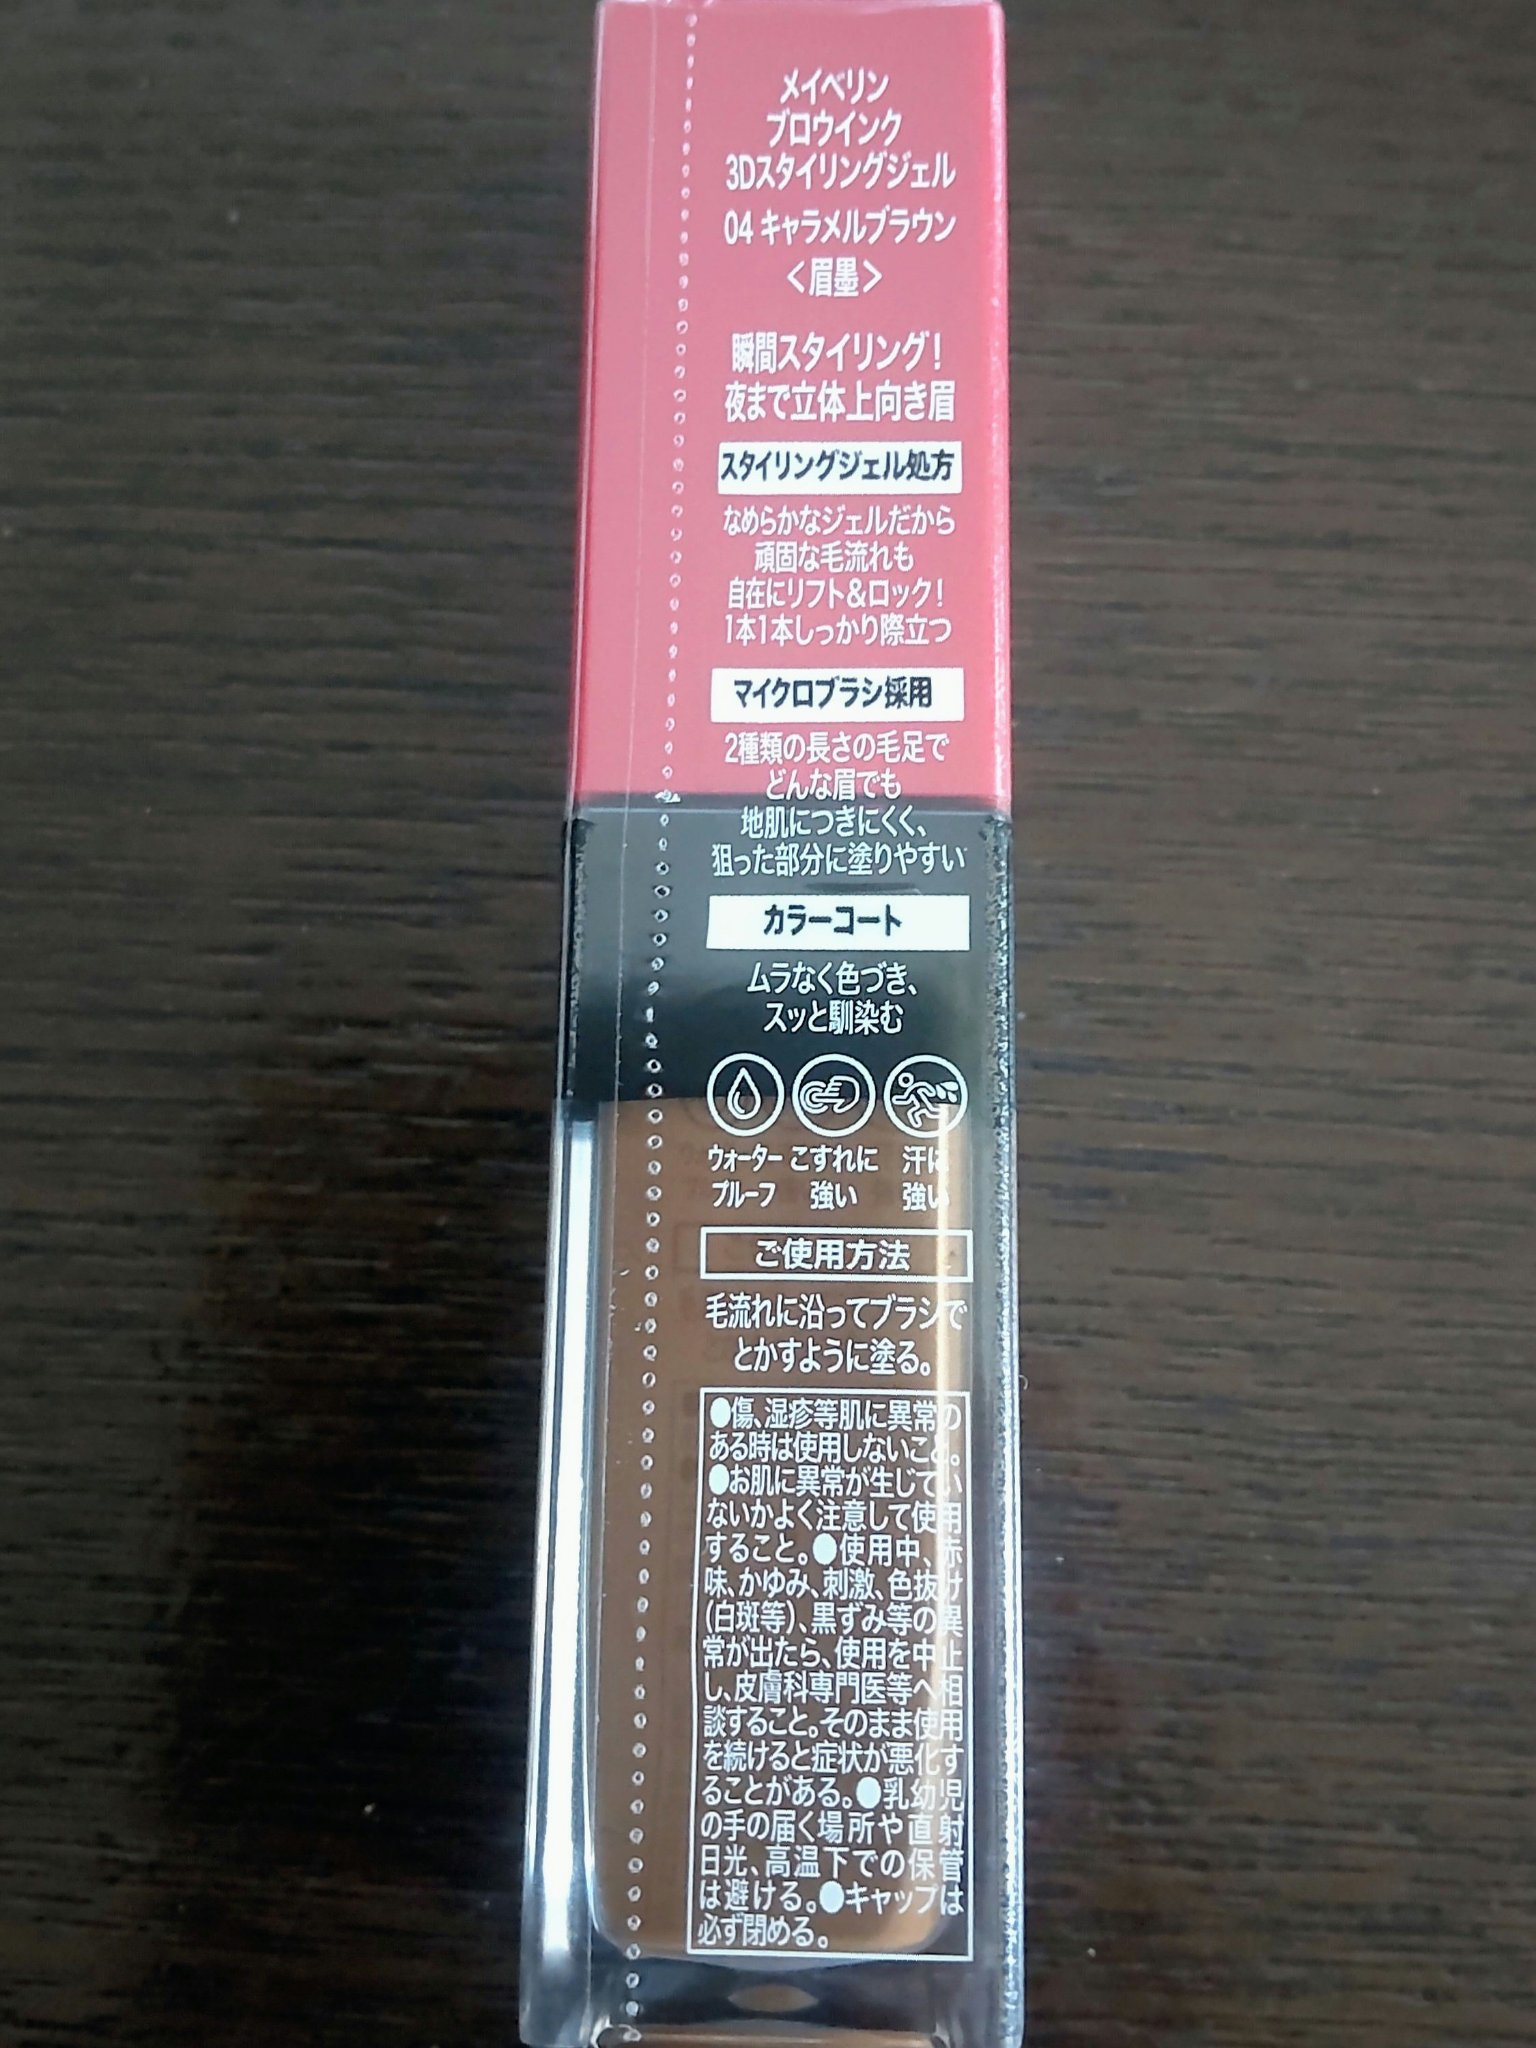 メイベリン
ブロウインク
3Dスタイリングジェル
04 キャラメルブラウン
＜眉墨＞
瞬間スタイリング！
夜まで立体上向き眉
スタイリングジェル処方
なめらかなジェルだから
頑固な毛流れも
自在にリフト&ロック！
1本1本しっかり際立つ
マイクロブラシ採用
2種類の長さの毛足で
どんな眉でも
地肌につきにくく、
狙った部分に塗りやすい
カラーコート
ムラなく色づき、
スッと馴染む
ウォーター こすれに 汗に
プルーフ 強い 強い
ご使用方法
毛流れに沿ってブラシで
とかすように塗る。
●傷、湿疹等肌に異常の
ある時は使用しないこと。
●お肌に異常が生じてい
ないかよく注意して使用
すること。●使用中、赤
味、かゆみ、刺激、色抜け
(白斑等)、黒ずみ等の異
常が出たら、使用を中止
し、皮膚科専門医等へ相
談すること。そのまま使用
を続けると症状が悪化す
ることがある。●乳幼児
の手の届く場所や直射
日光、高温下での保管
は避ける。●キャップは
必ず閉める。